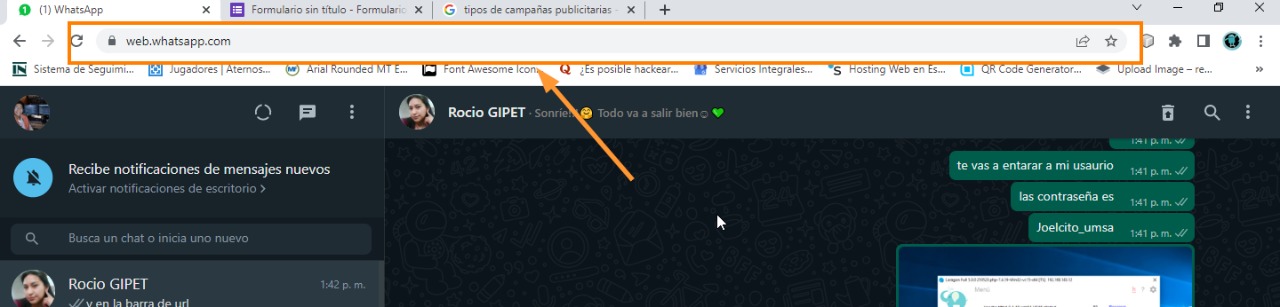 (1) WhatsApp
Formulario sin título - Formulario
tipos de campañas publicitarias -
web.whatsapp.com
Sistema de Seguimi...
Jugadores | Aternos...
Arial Rounded MT E...
Font Awesome Icon
¿Es posible hackear...
Servicios Integrales...
Hosting Web en Es...
QR Code Generator...
Upload Image – re...
Rocio GIPET · Sonrie!! Todo va a salir bien
Recibe notificaciones de mensajes nuevos
Activar notificaciones de escritorio >
Busca un chat o inicia uno nuevo
Rocio GIPET
1:42 p. m.
y en la barra de url
1:41 p. m.
te vas a entarar a mi usaurio
1:41 p. m.
las contraseña es
1:41 p. m.
Joelcito_umsa
1:41 p. m.
Menú